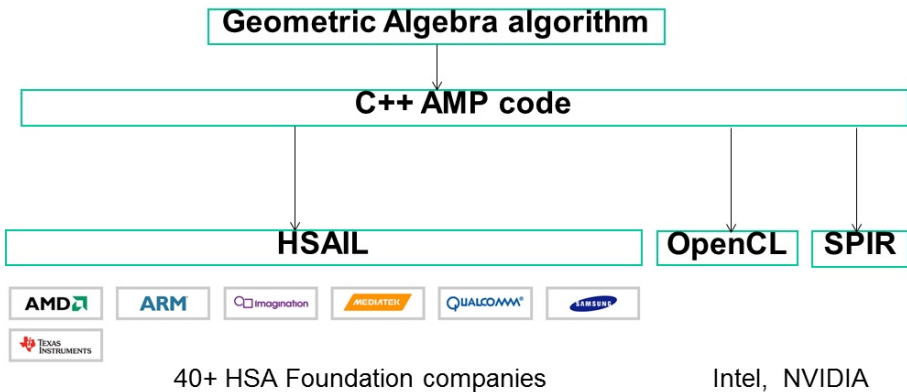 Geometric Algebra algorithm
C++ AMP code
HSAIL
OpenCL
SPIR
AMD
ARM
Imagination
MEDIATEK
QUALCOMM®
SAMSUNG
TEXAS
INSTRUMENTS
40+ HSA Foundation companies
Intel, NVIDIA